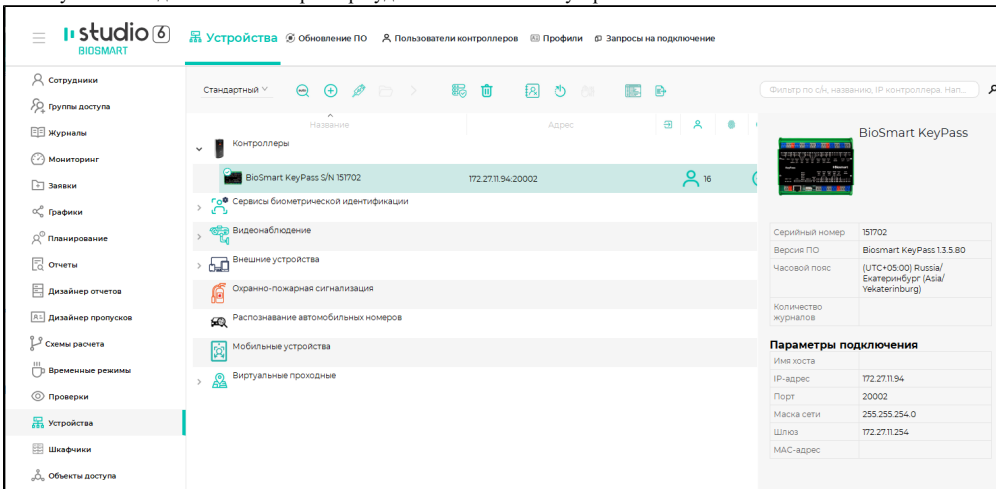 studio 6
BIOSMART
Устройства
Обновление ПО
Пользователи контроллеров
Профили
Запросы на подключение
Сотрудники
Группы доступа
Журналы
Мониторинг
Заявки
Графики
Планирование
Отчеты
Дизайнер отчетов
Дизайнер пропусков
Схемы расчета
Временные режимы
Проверки
Устройства
Шкафчики
Объекты доступа
Стандартный
Название
Адрес
Контроллеры
BioSmart KeyPass S/N 151702
172.27.11.94:20002
16
Сервисы биометрической идентификации
Видеонаблюдение
Внешние устройства
Охранно-пожарная сигнализация
Распознавание автомобильных номеров
Мобильные устройства
Виртуальные проходные
Фильтр по с/н, названию, IP контроллера. Нап...
BioSmart KeyPass
Серийный номер 151702
Версия ПО Biosmart KeyPass 1.3.5.80
Часовой пояс (UTC+05:00) Russia/
Екатеринбург (Asia/
Yekaterinburg)
Количество
журналов
Параметры подключения
Имя хоста
IP-адрес 172.27.11.94
Порт 20002
Маска сети 255.255.254.0
Шлюз 172.27.11.254
MAC-адрес